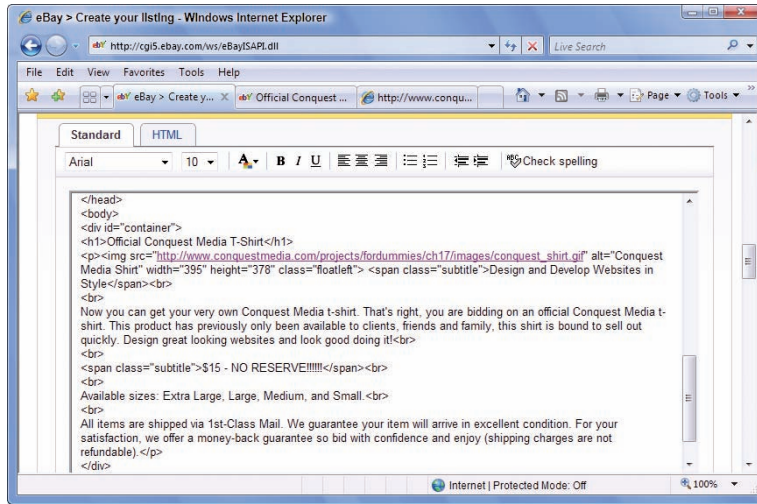 eBay > Create your listing - Windows Internet Explorer
ebY http://cgi5.ebay.com/ws/eBayISAPI.dll
Live Search
File Edit View Favorites Tools Help
ebY eBay > Create y... X ebY Official Conquest ... http://www.conqu...
Page Tools »
Standard HTML
Arial 10 A B I U ABC Check spelling
</head>
<body>
<div id="container">
<h1>Official Conquest Media T-Shirt</h1>
<p><img src="http://www.conquestmedia.com/projects/fordummies/ch17/images/conquest_shirt.gif" alt="Conquest
Media Shirt" width="395" height="378" class="floatleft"> <span class="subtitle">Design and Develop Websites in
Style</span><br>
<br>
Now you can get your very own Conquest Media t-shirt. That's right, you are bidding on an official Conquest Media t-
shirt. This product has previously only been available to clients, friends and family, this shirt is bound to sell out
quickly. Design great looking websites and look good doing it!<br>
<br>
<span class="subtitle">$15 - NO RESERVE!!!!!!</span><br>
<br>
Available sizes: Extra Large, Large, Medium, and Small.<br>
<br>
All items are shipped via 1st-Class Mail. We guarantee your item will arrive in excellent condition. For your
satisfaction, we offer a money-back guarantee so bid with confidence and enjoy (shipping charges are not
refundable).</p>
</div>
Internet | Protected Mode: Off
100%